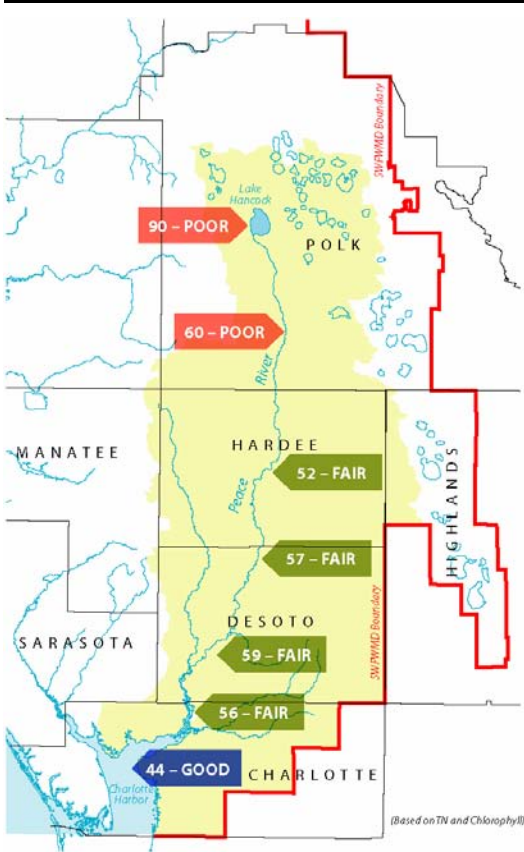 SWFWMD Boundary
Lake
Hancock
90 – POOR
POLK
60 – POOR
River
MANATEE
HARDEE
52 – FAIR
HIGHLANDS
Peace
57 – FAIR
DESOTO
SARASOTA
59 – FAIR
SWFWMD Boundary
56 – FAIR
44 – GOOD
CHARLOTTE
Charlotte
Harbor
(Based on TN and Chlorophyll)